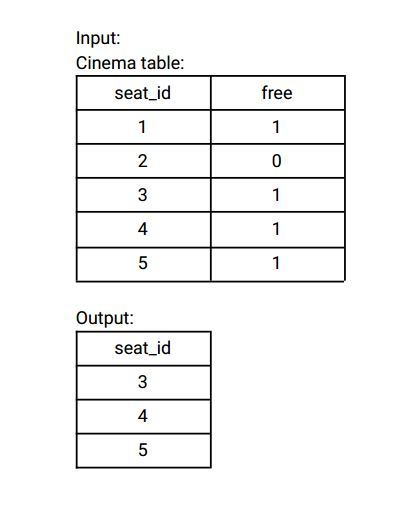 Input:
Cinema table:
seat_id free
1 1
2 0
3 1
4 1
5 1
Output:
seat_id
3
4
5